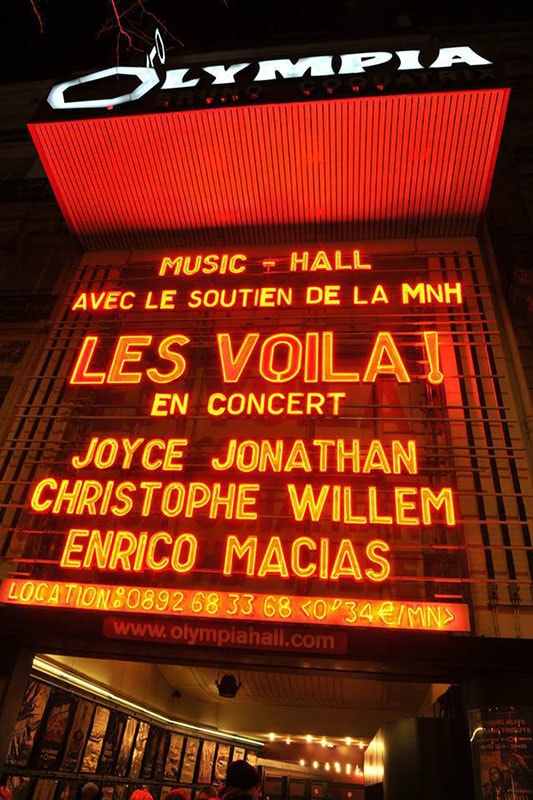 OLYMPIA
MUSIC - HALL
AVEC LE SOUTIEN DE LA MNH
LES VOILA!
EN CONCERT
JOYCE JONATHAN
CHRISTOPHE WILLEM
ENRICO MACIAS
LOCATION:0892 68 33 68 <0'34€/MN>
www.olympiahall.com